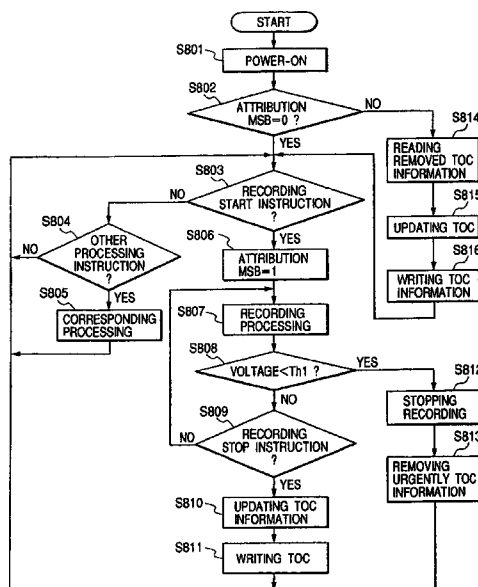 START
S801
POWER-ON
S802
ATTRIBUTION
MSB=0 ?
NO
YES
S814
READING
REMOVED TOC
INFORMATION
S815
UPDATING TOC
S816
WRITING TOC
INFORMATION
S803
RECORDING
START INSTRUCTION
?
NO
YES
S804
OTHER
PROCESSING
INSTRUCTION
?
NO
YES
S805
CORRESPONDING
PROCESSING
S806
ATTRIBUTION
MSB=1
S807
RECORDING
PROCESSING
S808
VOLTAGE<Th1 ?
YES
NO
S809
RECORDING
STOP INSTRUCTION
?
NO
YES
S810
UPDATING TOC
INFORMATION
S811
WRITING TOC
S812
STOPPING
RECORDING
S813
REMOVING
URGENTLY TOC
INFORMATION